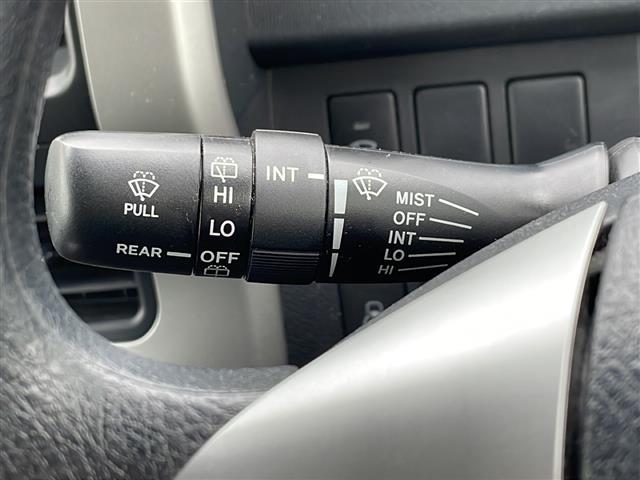 PULL
REAR
HI
LO
OFF
INT
MIST
OFF
INT
LO
HI